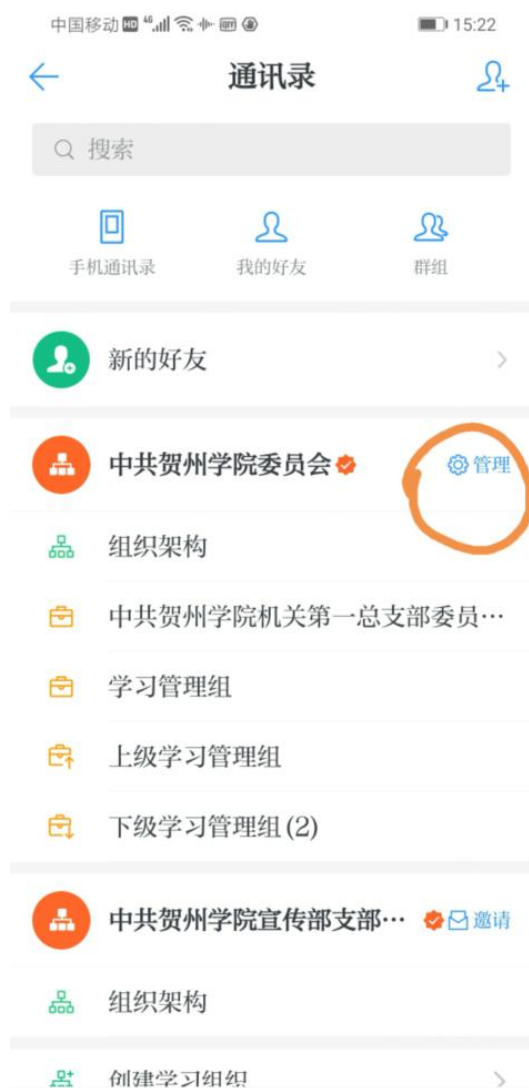 中国移动 HD 46 15:22
通讯录
搜索
手机通讯录 我的好友 群组
新的好友
中共贺州学院委员会 管理
组织架构
中共贺州学院机关第一总支部委员…
学习管理组
上级学习管理组
下级学习管理组(2)
中共贺州学院宣传部支部… 邀请
组织架构
创建学习组织